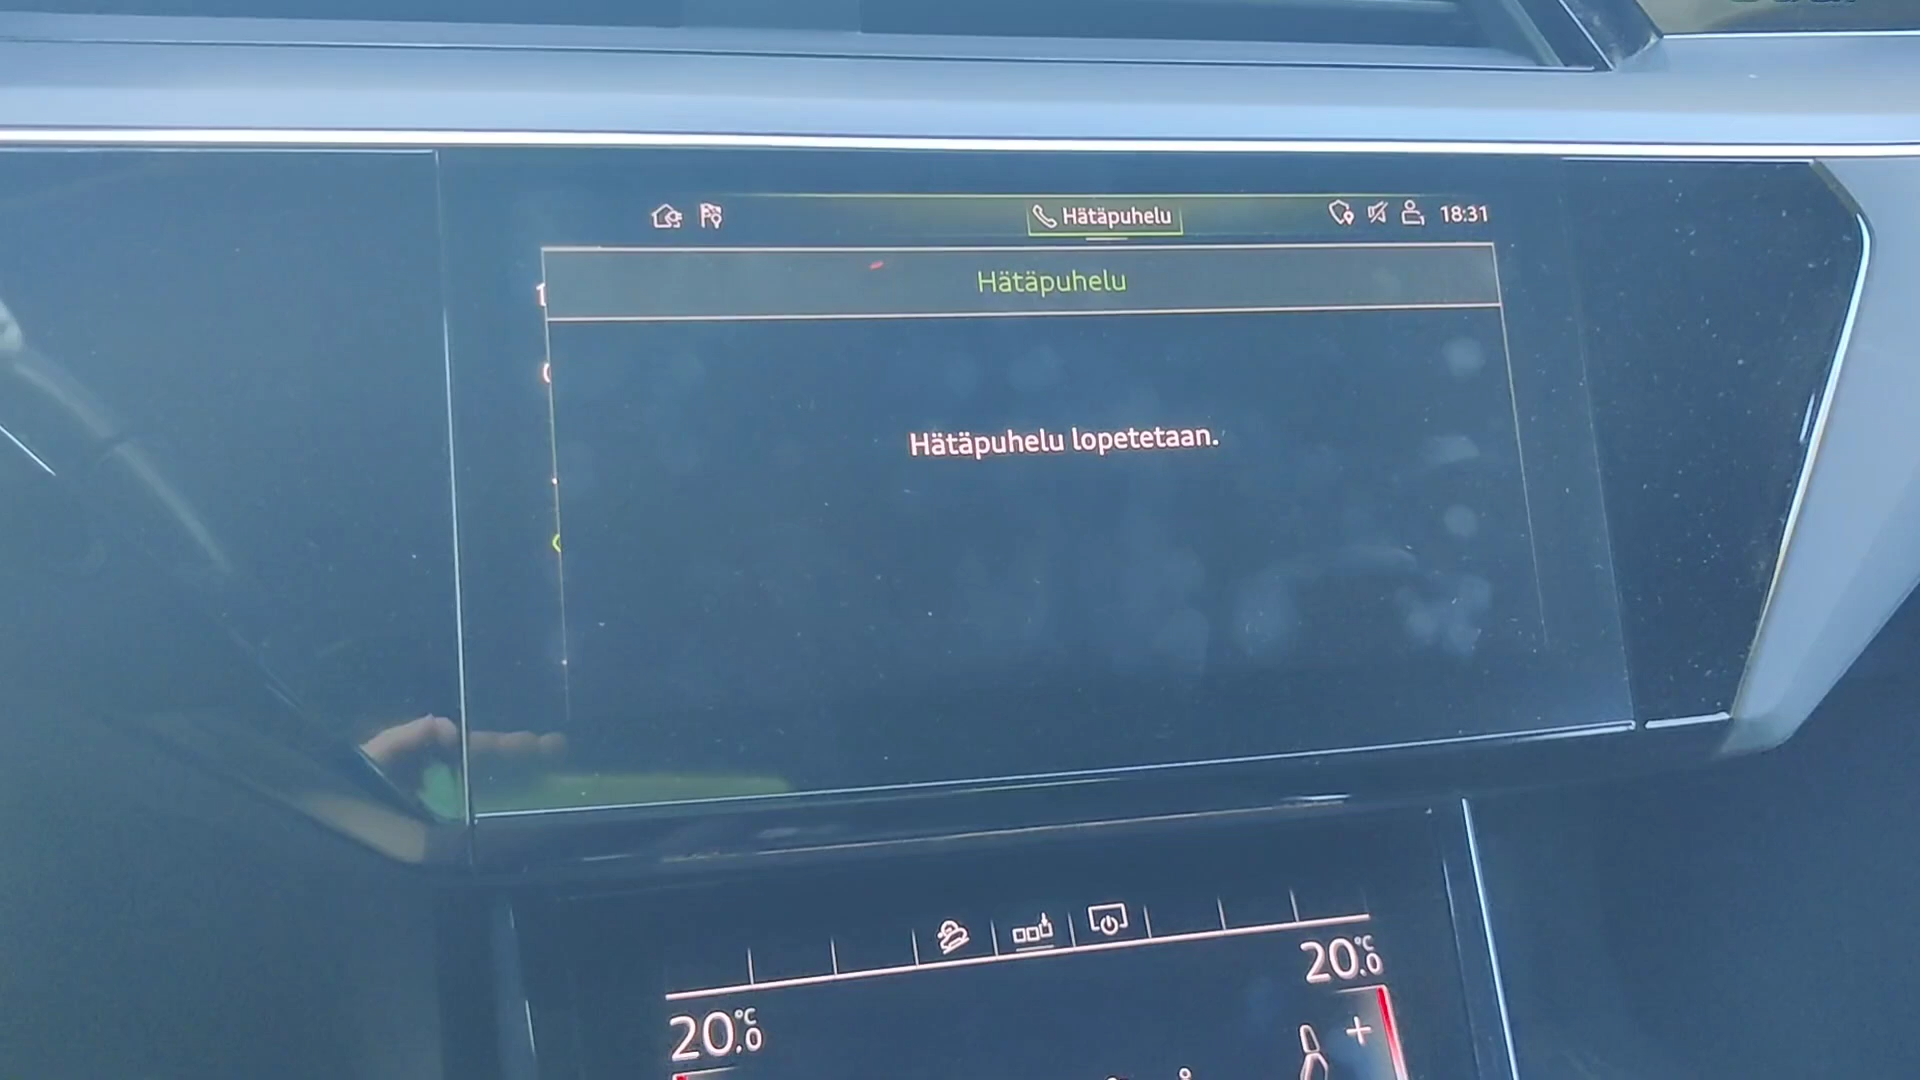 Hätäpuhelu
18:31
Hätäpuhelu
Hätäpuhelu lopetetaan.
20.0 °C
20.0 °C